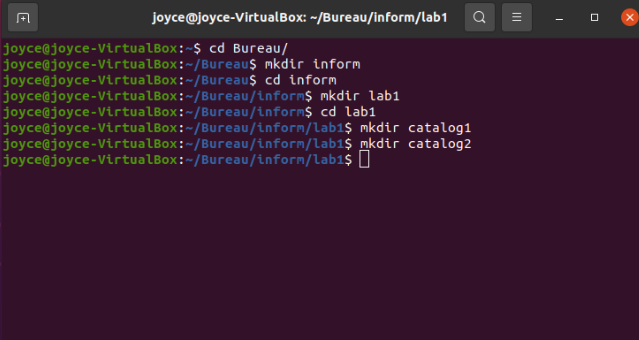 joyce@joyce-VirtualBox: ~/Bureau/inform/lab1
joyce@joyce-VirtualBox:~$ cd Bureau/
joyce@joyce-VirtualBox:~/Bureau$ mkdir inform
joyce@joyce-VirtualBox:~/Bureau$ cd inform
joyce@joyce-VirtualBox:~/Bureau/inform$ mkdir lab1
joyce@joyce-VirtualBox:~/Bureau/inform$ cd lab1
joyce@joyce-VirtualBox:~/Bureau/inform/lab1$ mkdir catalog1
joyce@joyce-VirtualBox:~/Bureau/inform/lab1$ mkdir catalog2
joyce@joyce-VirtualBox:~/Bureau/inform/lab1$